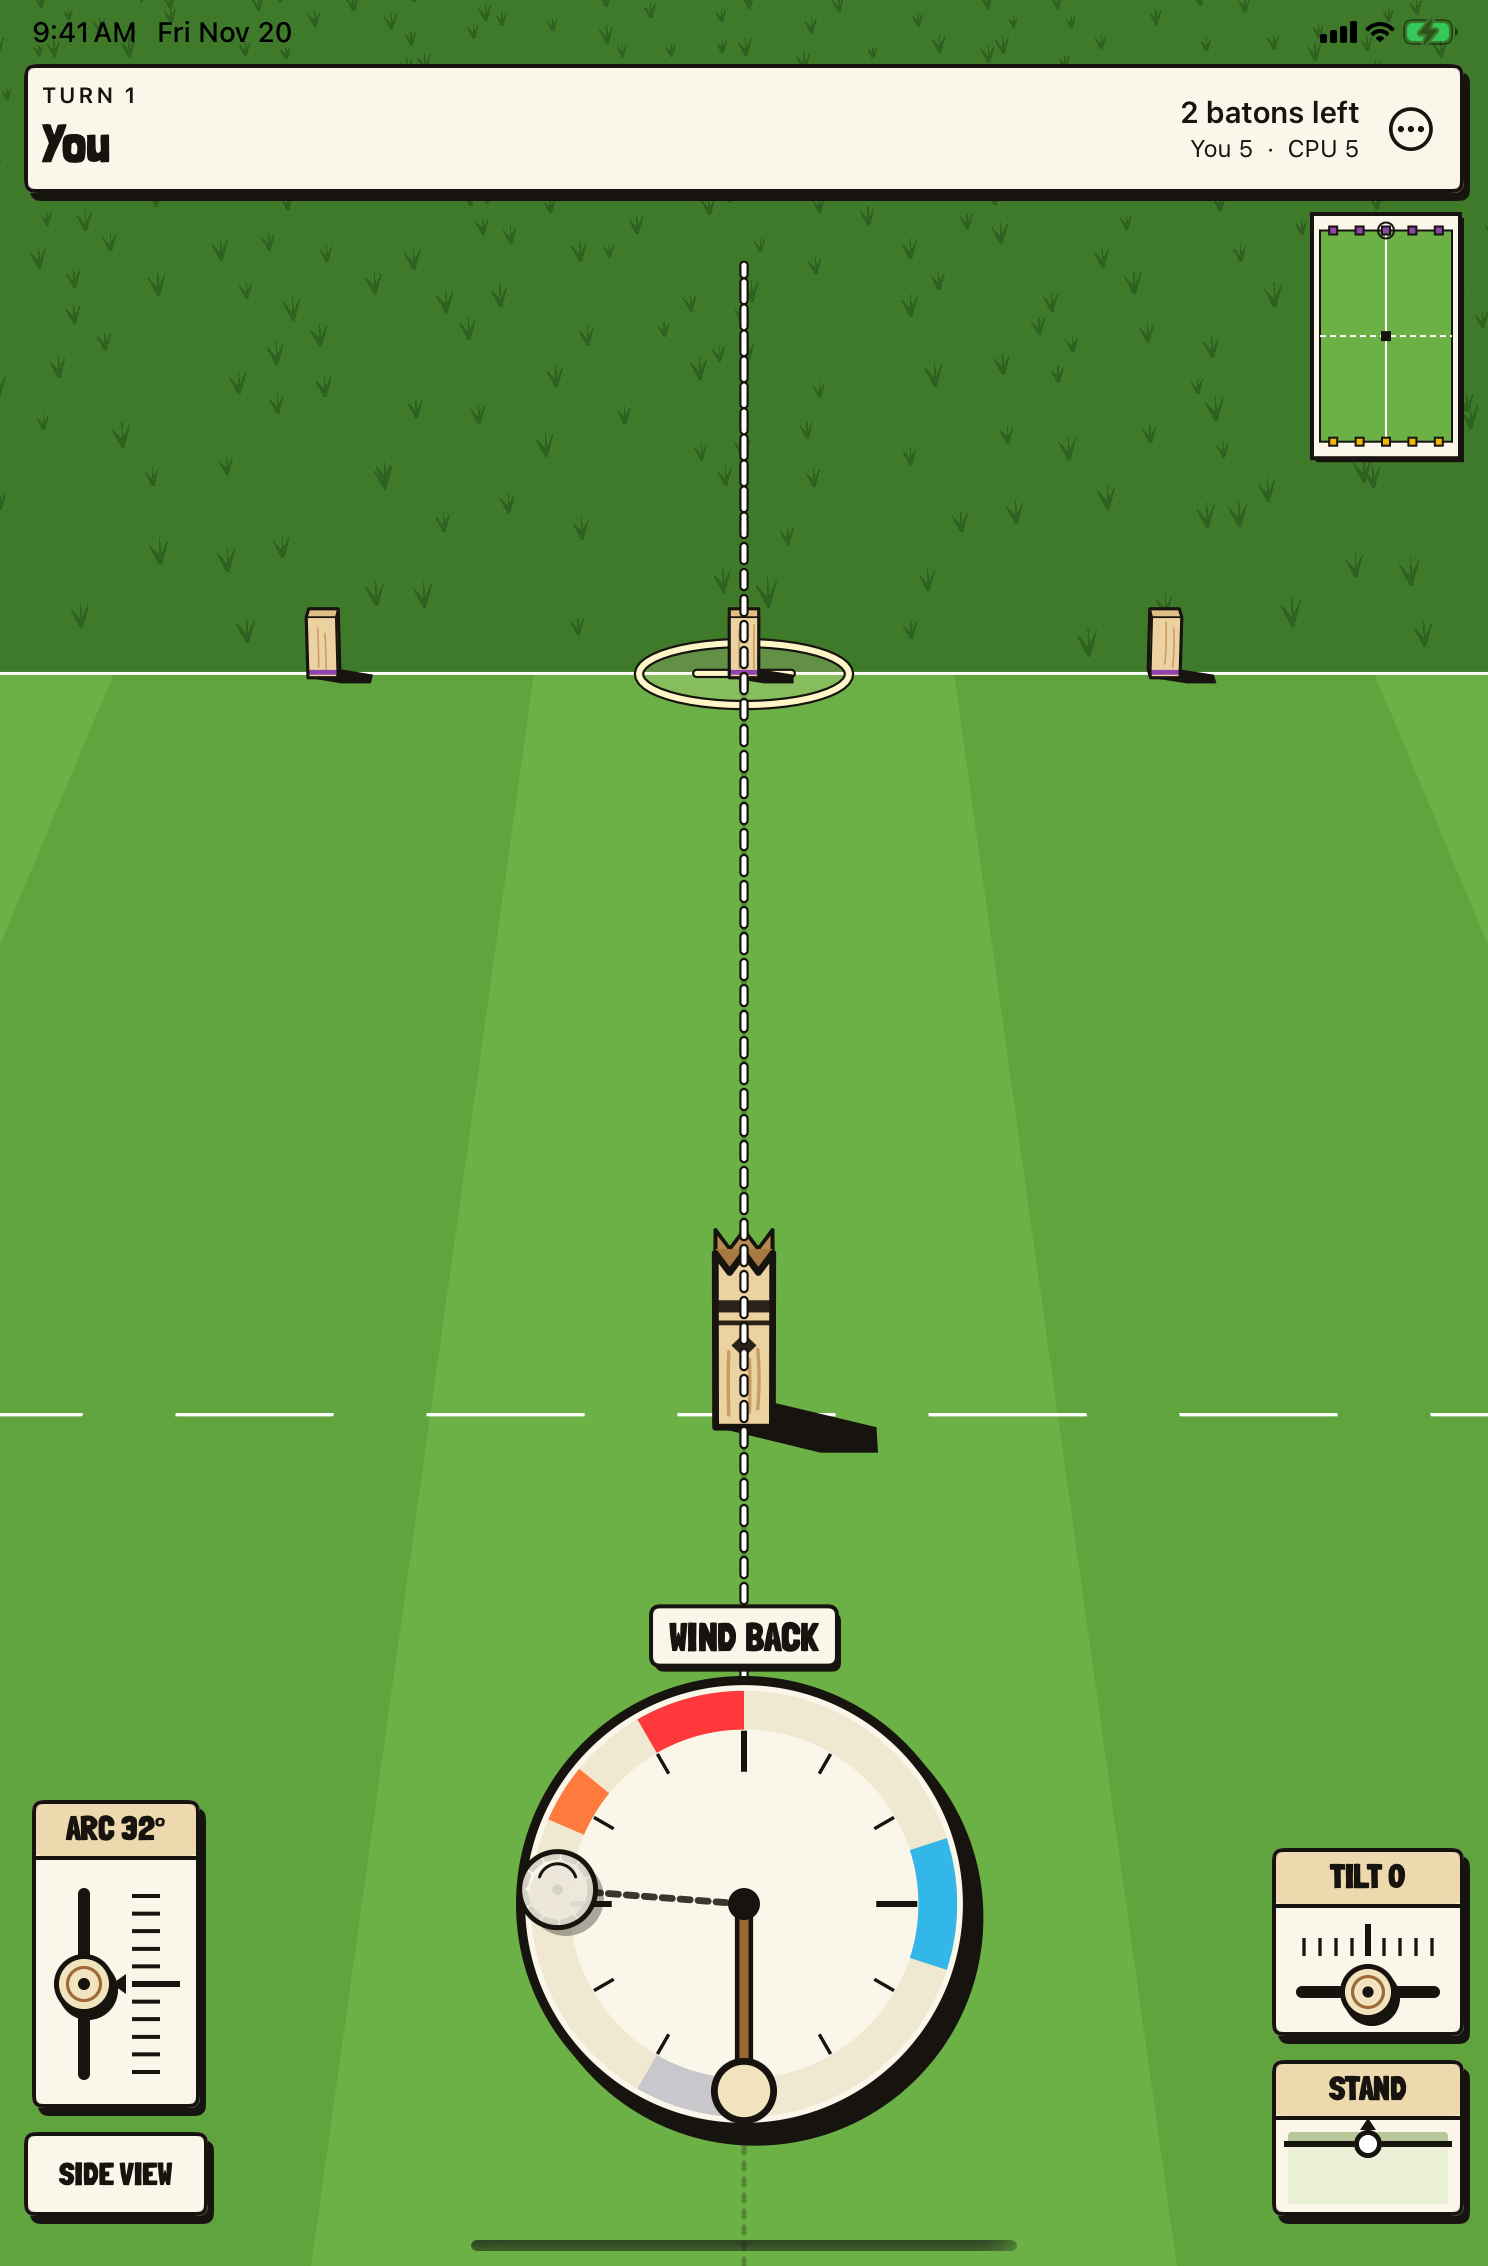 9:41 AM Fri Nov 20
TURN 1
You
2 batons left
You 5 · CPU 5
WIND BACK
ARC 32°
SIDE VIEW
TILT 0
STAND